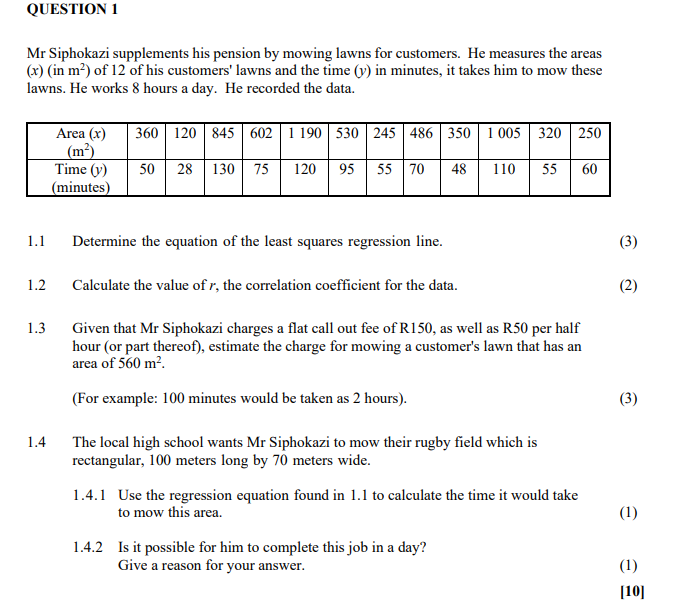 QUESTION 1
Mr Siphokazi supplements his pension by mowing lawns for customers. He measures the areas
(x) (in m²) of 12 of his customers' lawns and the time (y) in minutes, it takes him to mow these
lawns. He works 8 hours a day. He recorded the data.
Area (x) 360 120 845 602 1 190 530 245 486 350 1 005 320 250
(m²)
Time (y) 50 28 130 75 120 95 55 70 48 110 55 60
(minutes)
1.1 Determine the equation of the least squares regression line. (3)
1.2 Calculate the value of r, the correlation coefficient for the data. (2)
1.3 Given that Mr Siphokazi charges a flat call out fee of R150, as well as R50 per half
hour (or part thereof), estimate the charge for mowing a customer's lawn that has an
area of 560 m².
(For example: 100 minutes would be taken as 2 hours). (3)
1.4 The local high school wants Mr Siphokazi to mow their rugby field which is
rectangular, 100 meters long by 70 meters wide.
1.4.1 Use the regression equation found in 1.1 to calculate the time it would take
to mow this area. (1)
1.4.2 Is it possible for him to complete this job in a day?
Give a reason for your answer. (1)
[10]